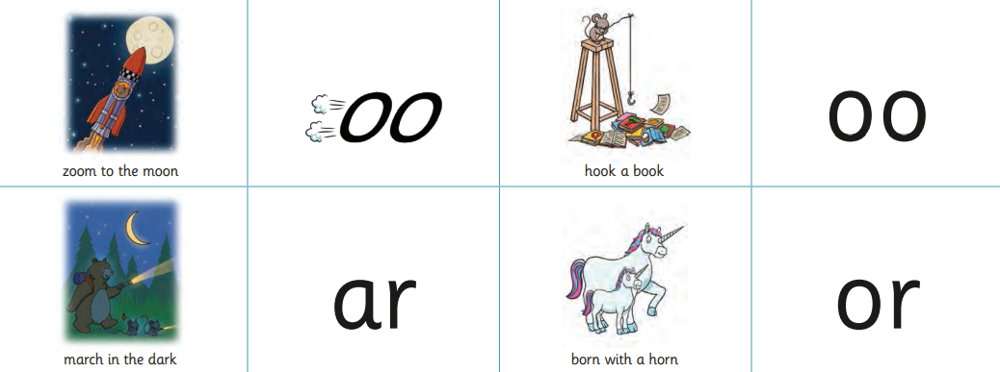 zoom to the moon
oo
hook a book
oo
march in the dark
ar
born with a horn
or